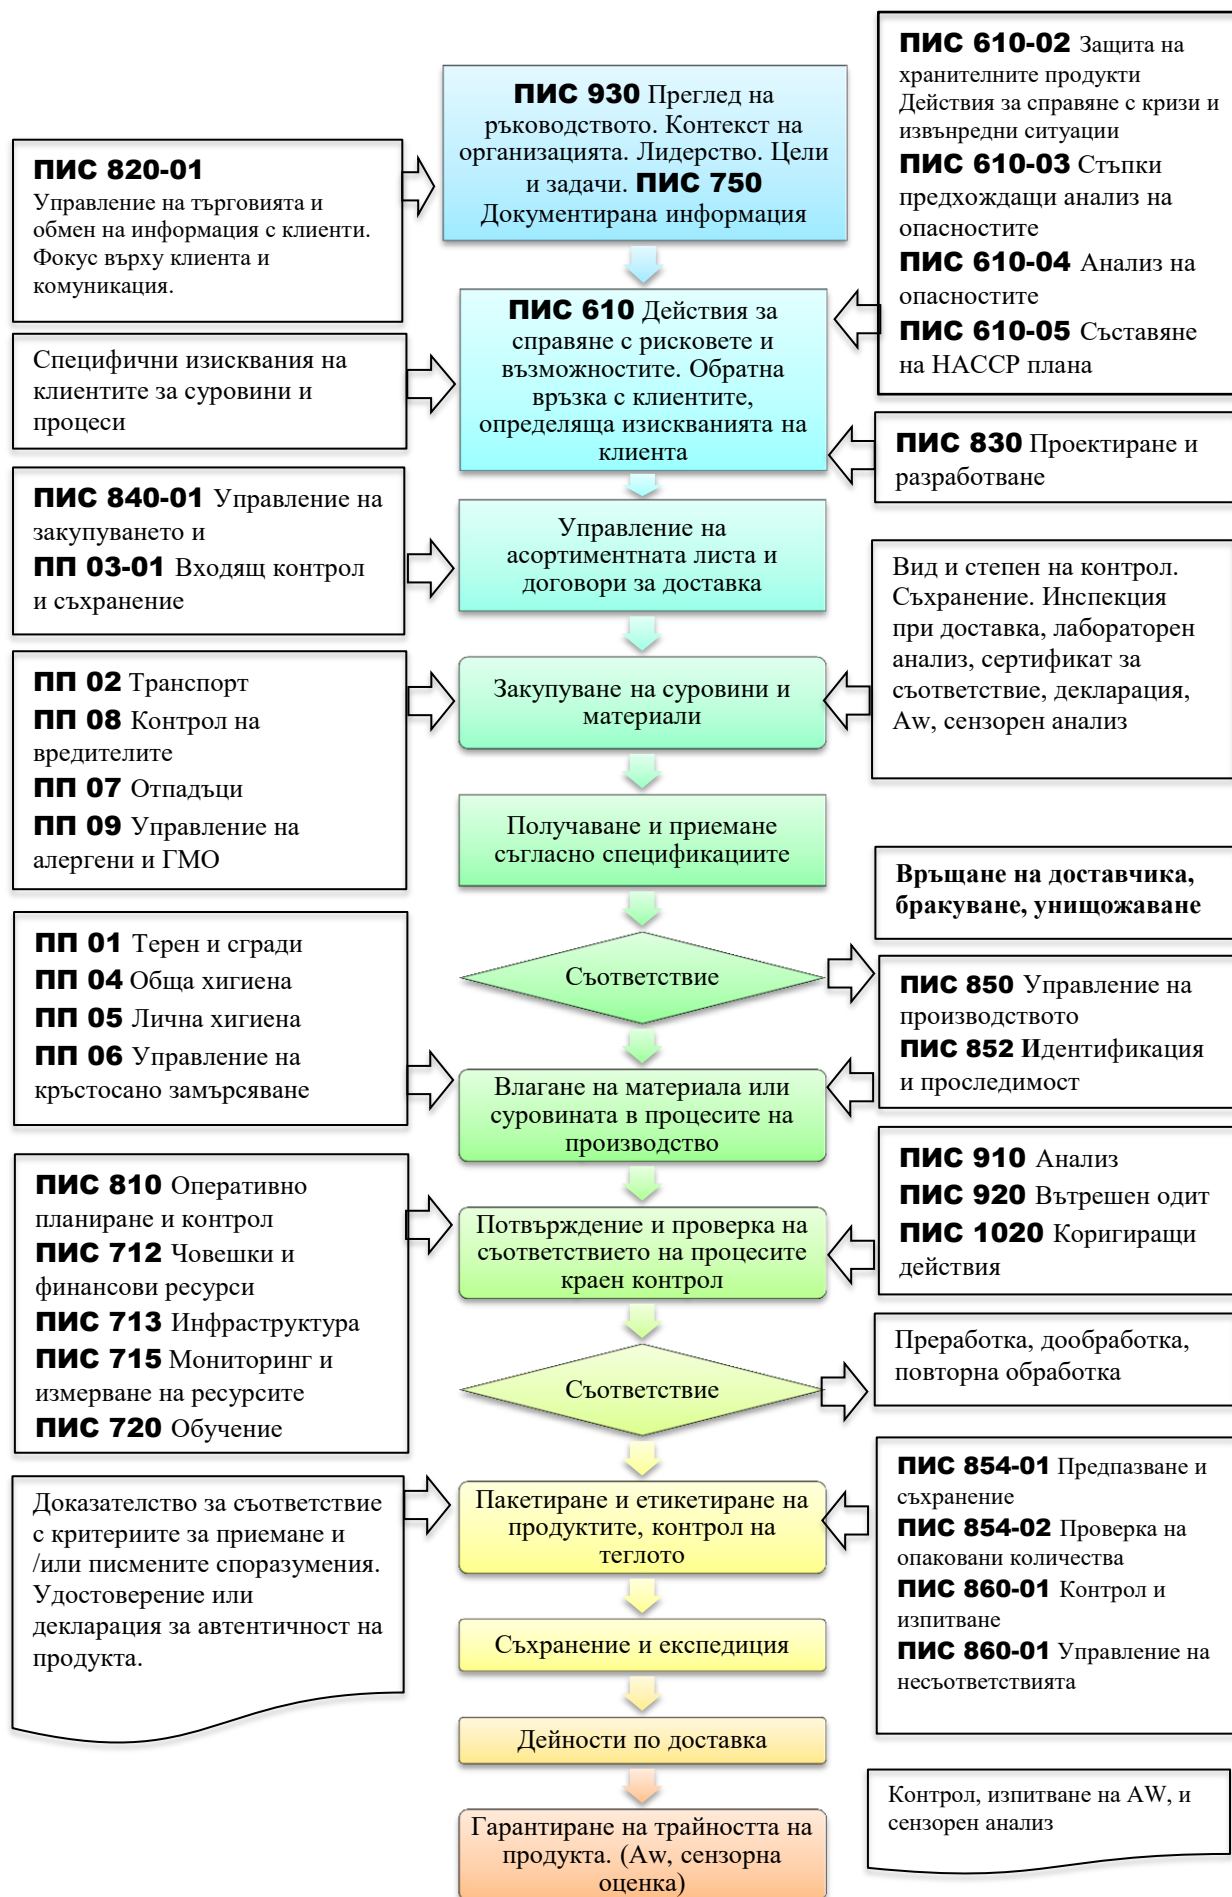 ПИС 930 Преглед на
ръководството. Контекст на
организацията. Лидерство. Цели
и задачи. ПИС 750
Документирана информация
ПИС 610-02 Защита на
хранителните продукти
Действия за справяне с кризи и
извънредни ситуации
ПИС 610-03 Стъпки
предхождащи анализ на
опасностите
ПИС 610-04 Анализ на
опасностите
ПИС 610-05 Съставяне
на НАССР плана
ПИС 820-01
Управление на търговията и
обмен на информация с клиенти.
Фокус върху клиента и
комуникация.
ПИС 610 Действия за
справяне с рисковете и
възможностите. Обратна
връзка с клиентите,
определяща изискванията на
клиента
Специфични изисквания на
клиентите за суровини и
процеси
ПИС 830 Проектиране и
разработване
ПИС 840-01 Управление на
закупуването и
ПП 03-01 Входящ контрол
и съхранение
Управление на
асортиментната листа и
договори за доставка
Вид и степен на контрол.
Съхранение. Инспекция
при доставка, лабораторен
анализ, сертификат за
съответствие, декларация,
Aw, сензорен анализ
ПП 02 Транспорт
ПП 08 Контрол на
вредителите
ПП 07 Отпадъци
ПП 09 Управление на
алергени и ГМО
Закупуване на суровини и
материали
Получаване и приемане
съгласно спецификациите
Връщане на доставчика,
бракуване, унищожаване
ПП 01 Терен и сгради
ПП 04 Обща хигиена
ПП 05 Лична хигиена
ПП 06 Управление на
кръстосано замърсяване
Съответствие
ПИС 850 Управление на
производството
ПИС 852 Идентификация
и проследимост
Влагане на материала или
суровината в процесите на
производство
ПИС 910 Анализ
ПИС 920 Вътрешен одит
ПИС 1020 Коригиращи
действия
ПИС 810 Оперативно
планиране и контрол
ПИС 712 Човешки и
финансови ресурси
ПИС 713 Инфраструктура
ПИС 715 Мониторинг и
измерване на ресурсите
ПИС 720 Обучение
Потвърждение и проверка на
съответствието на процесите
краен контрол
Съответствие
Преработка, дообработка,
повторна обработка
Доказателство за съответствие
с критериите за приемане и
/или писмените споразумения.
Удостоверение или
декларация за автентичност на
продукта.
Пакетиране и етикетиране на
продуктите, контрол на
теглото
ПИС 854-01 Предпазване и
съхранение
ПИС 854-02 Проверка на
опаковани количества
ПИС 860-01 Контрол и
изпитване
ПИС 860-01 Управление на
несъответствията
Съхранение и експедиция
Дейности по доставка
Контрол, изпитване на AW, и
сензорен анализ
Гарантиране на трайността на
продукта. (Aw, сензорна
оценка)